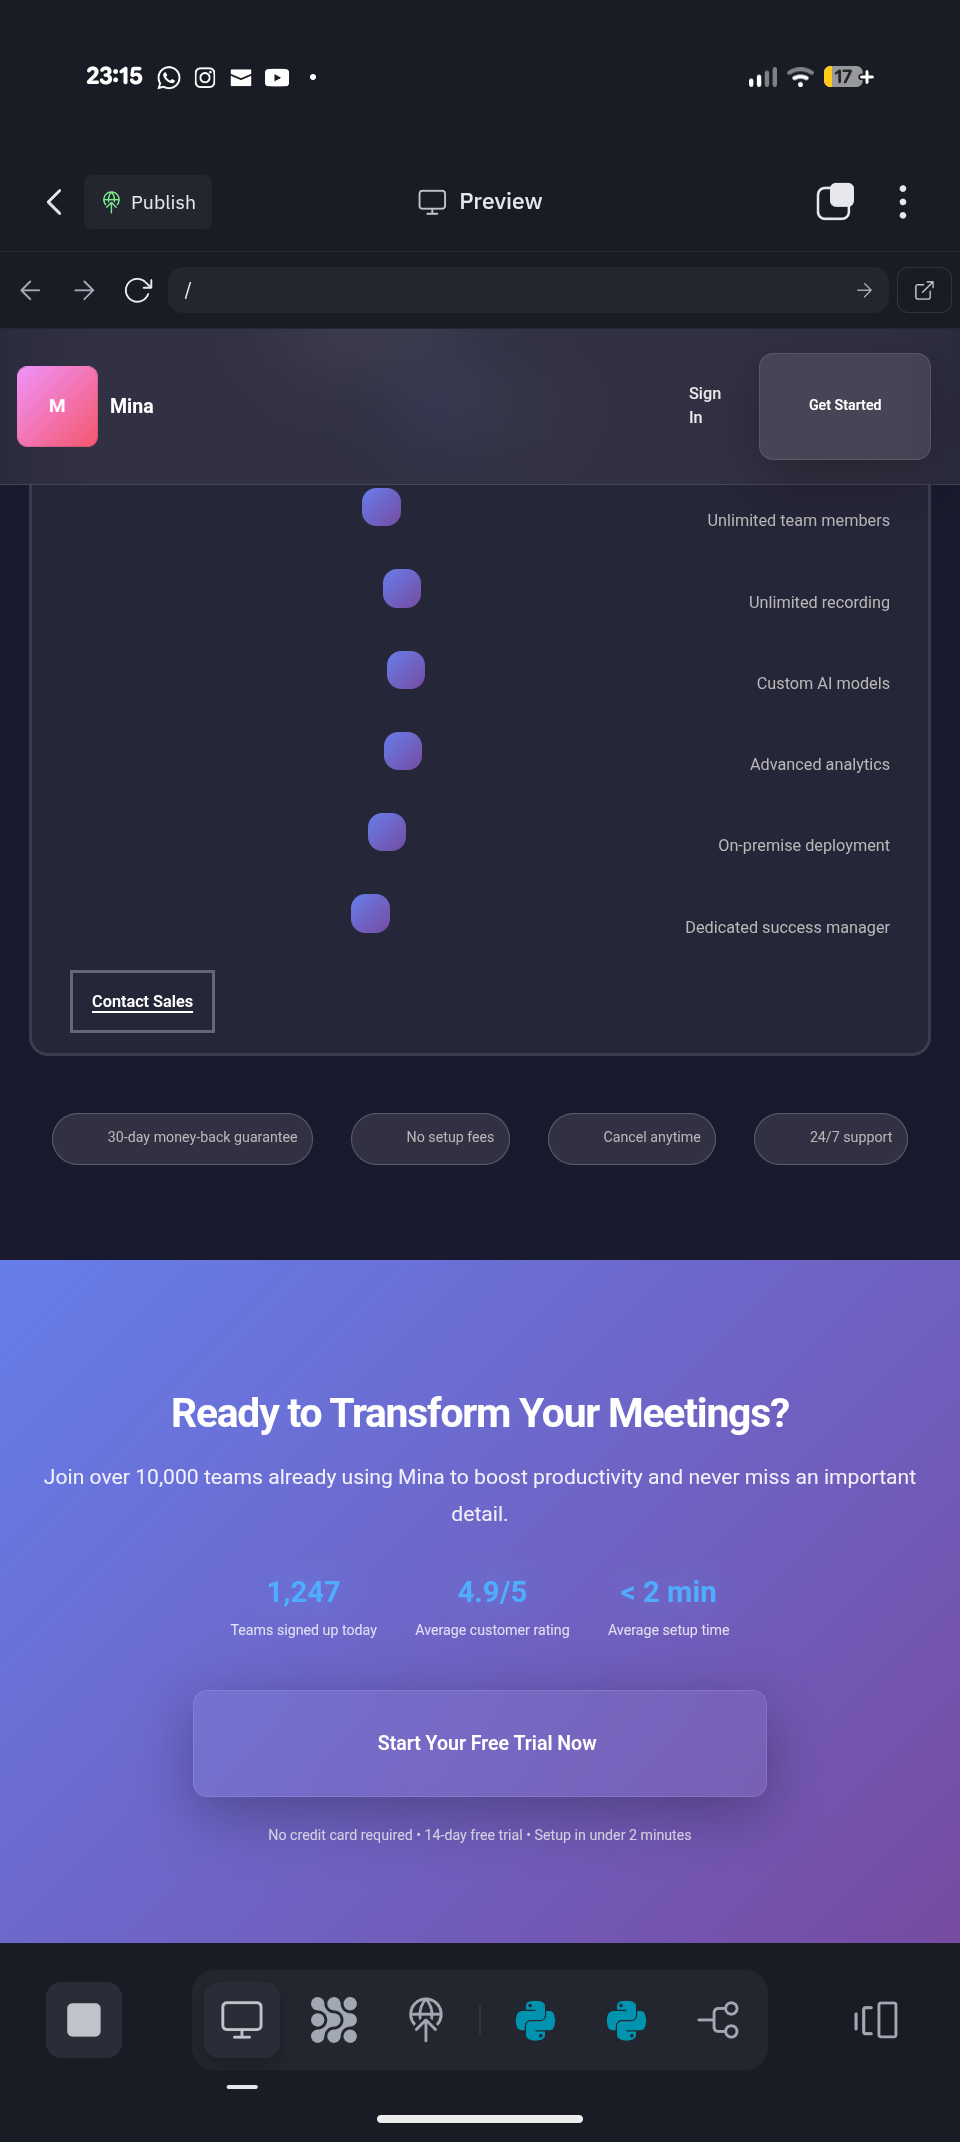 23:15
17
Publish
Preview
/
M
Mina
Sign
In
Get Started
Unlimited team members
Unlimited recording
Custom AI models
Advanced analytics
On-premise deployment
Dedicated success manager
Contact Sales
30-day money-back guarantee
No setup fees
Cancel anytime
24/7 support
Ready to Transform Your Meetings?
Join over 10,000 teams already using Mina to boost productivity and never miss an important
detail.
1,247
4.9/5
< 2 min
Teams signed up today
Average customer rating
Average setup time
Start Your Free Trial Now
No credit card required • 14-day free trial • Setup in under 2 minutes